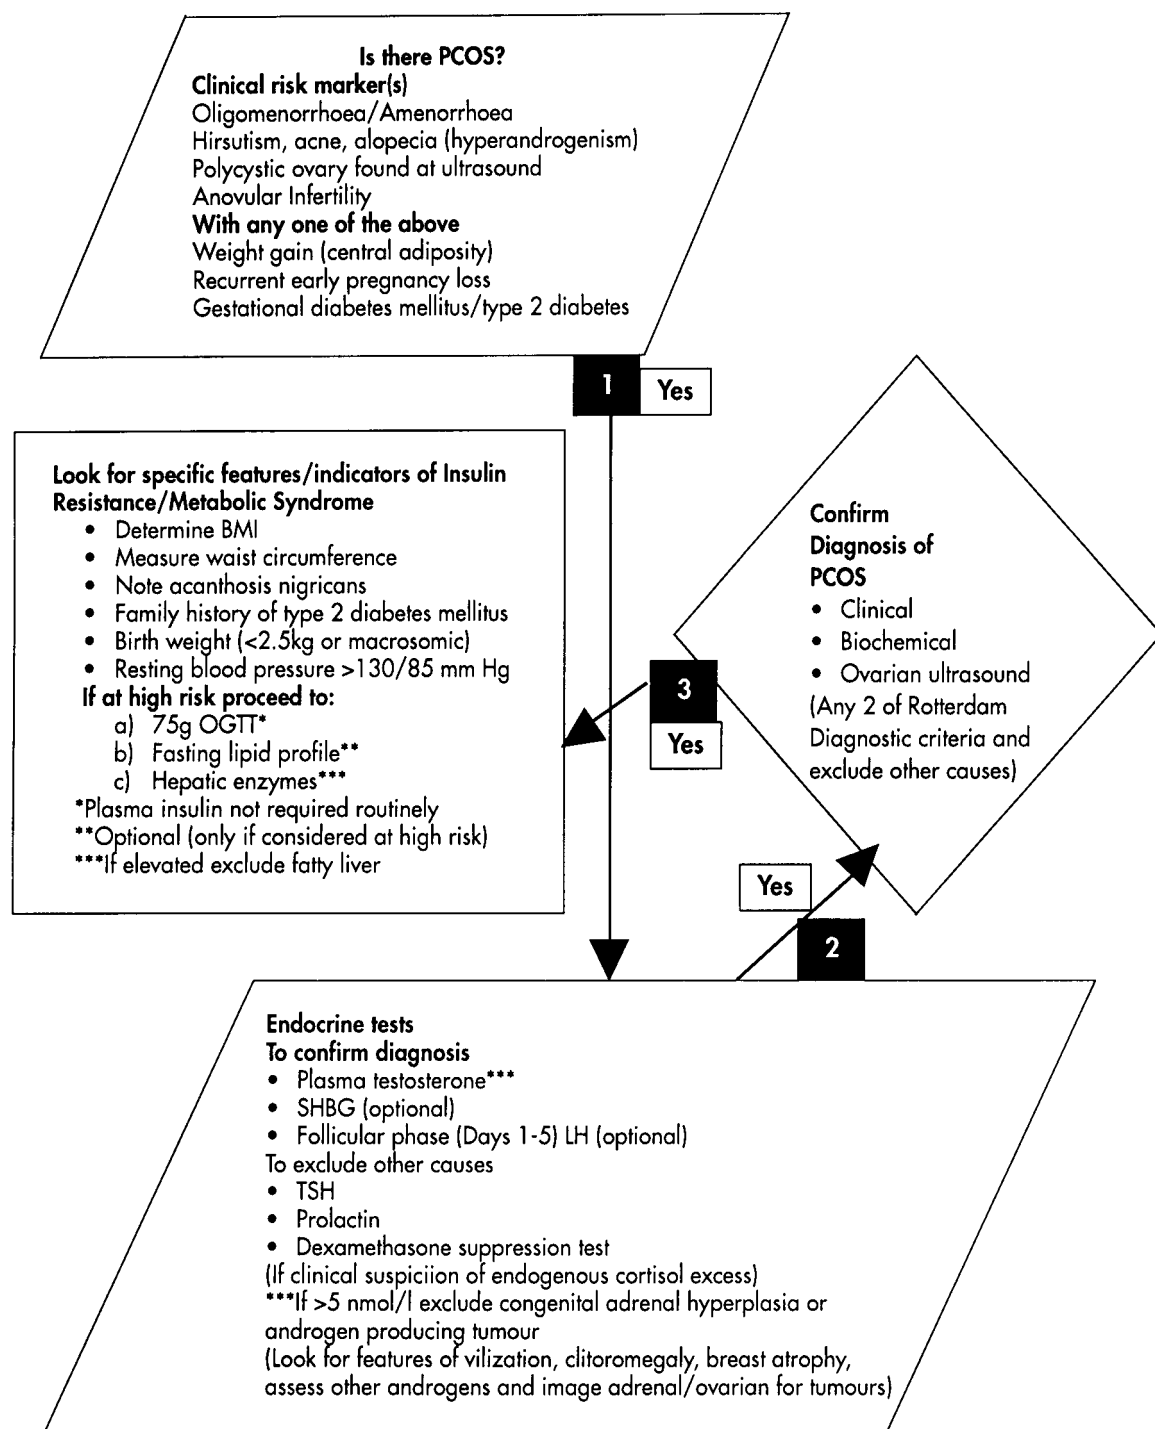 Is there PCOS?
Clinical risk marker(s)
Oligomenorrhoea/Amenorrhoea
Hirsutism, acne, alopecia (hyperandrogenism)
Polycystic ovary found at ultrasound
Anovular Infertility
With any one of the above
Weight gain (central adiposity)
Recurrent early pregnancy loss
Gestational diabetes mellitus/type 2 diabetes
1
Yes
Look for specific features/indicators of Insulin
Resistance/Metabolic Syndrome
• Determine BMI
• Measure waist circumference
• Note acanthosis nigricans
• Family history of type 2 diabetes mellitus
• Birth weight (<2.5kg or macrosomic)
• Resting blood pressure >130/85 mm Hg
If at high risk proceed to:
a) 75g OGTT*
b) Fasting lipid profile**
c) Hepatic enzymes***
*Plasma insulin not required routinely
**Optional (only if considered at high risk)
***If elevated exclude fatty liver
3
Yes
Confirm
Diagnosis of
PCOS
• Clinical
• Biochemical
• Ovarian ultrasound
(Any 2 of Rotterdam
Diagnostic criteria and
exclude other causes)
Yes
2
Endocrine tests
To confirm diagnosis
• Plasma testosterone***
• SHBG (optional)
• Follicular phase (Days 1-5) LH (optional)
To exclude other causes
• TSH
• Prolactin
• Dexamethasone suppression test
(If clinical suspiciion of endogenous cortisol excess)
***If >5 nmol/l exclude congenital adrenal hyperplasia or
androgen producing tumour
(Look for features of vilization, clitoromegaly, breast atrophy,
assess other androgens and image adrenal/ovarian for tumours)